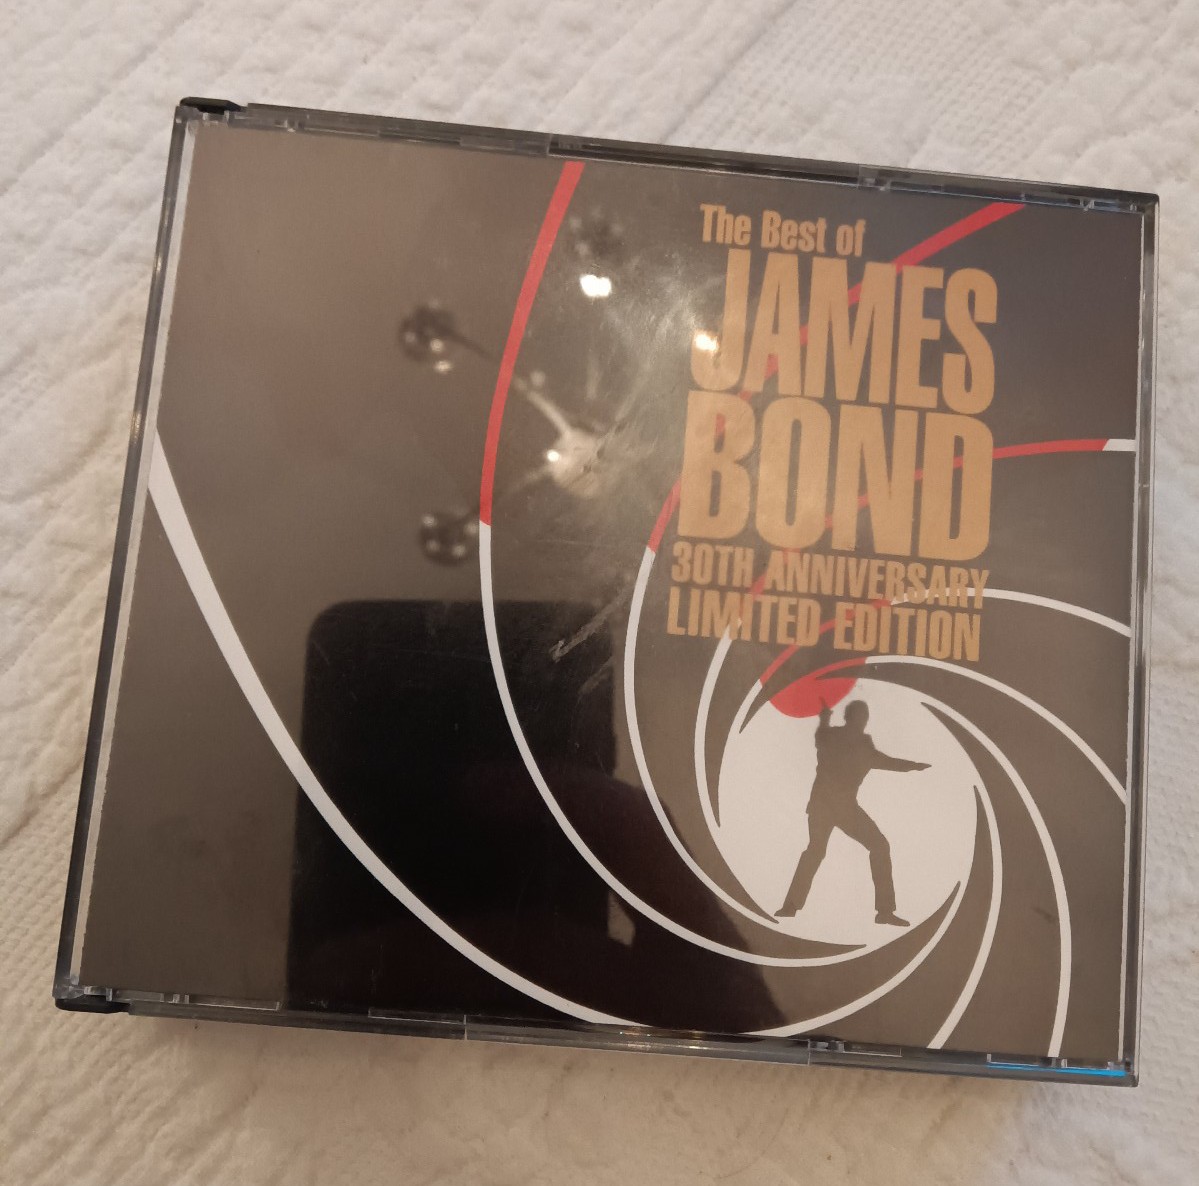 The Best of
JAMES
BOND
30TH ANNIVERSARY
LIMITED EDITION